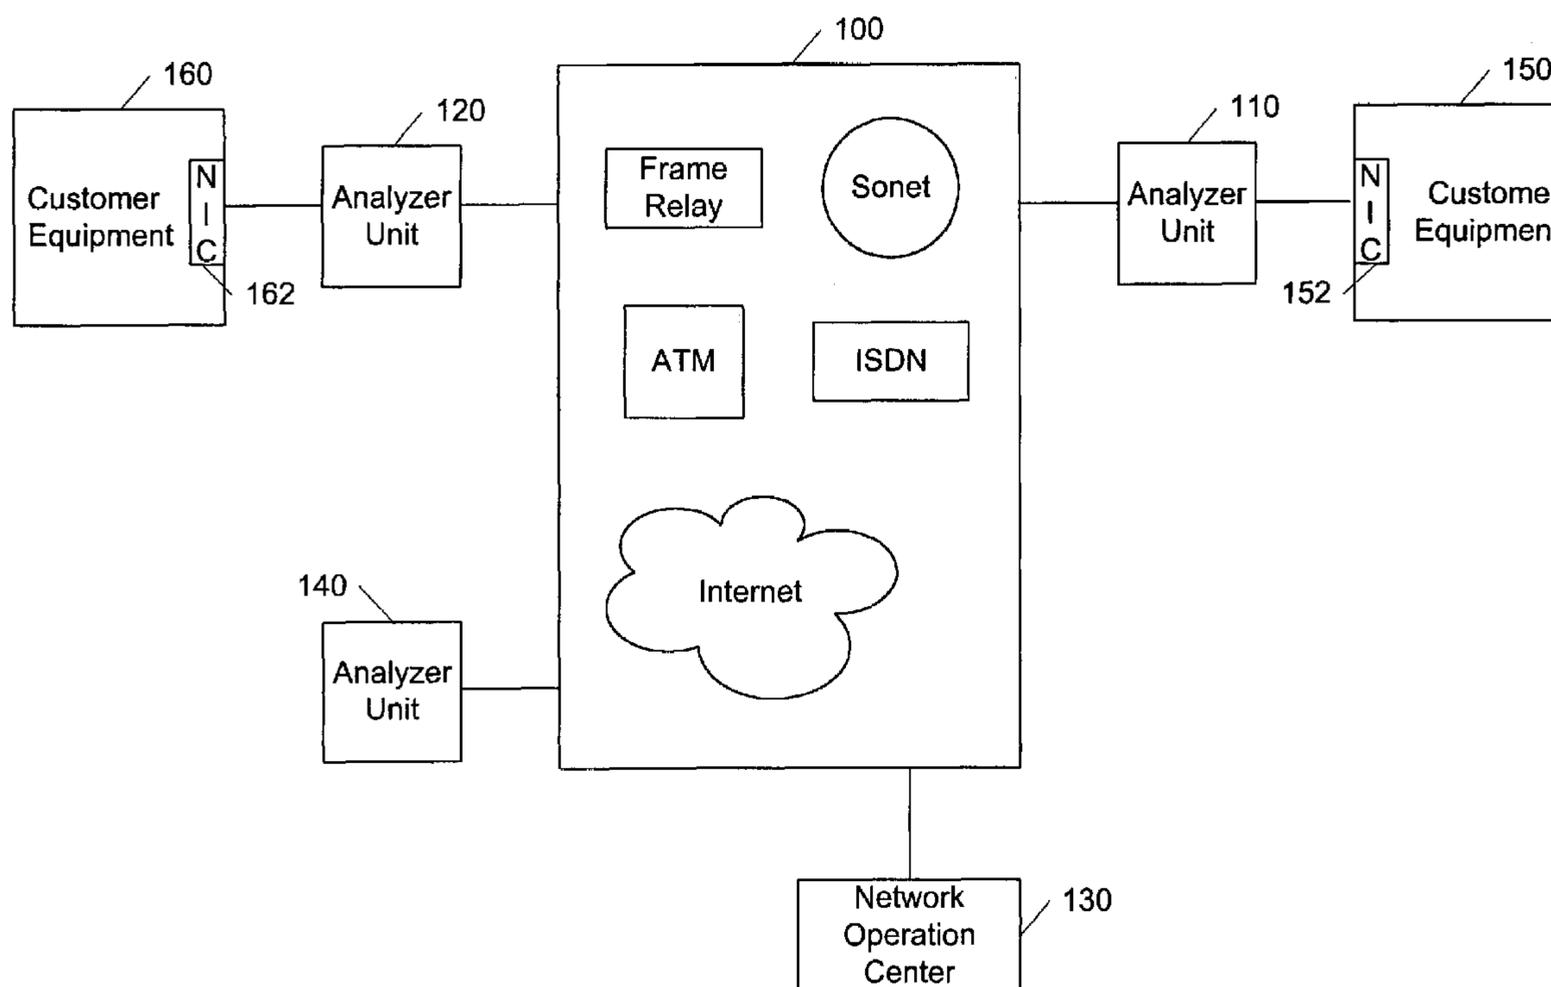 100
160
150
120
110
Frame
Relay
Sonet
Customer
Equipment
N
I
C
Analyzer
Unit
Analyzer
Unit
N
I
C
Custome
Equipmen
162
152
ATM
ISDN
Internet
140
Analyzer
Unit
Network
Operation
Center
130